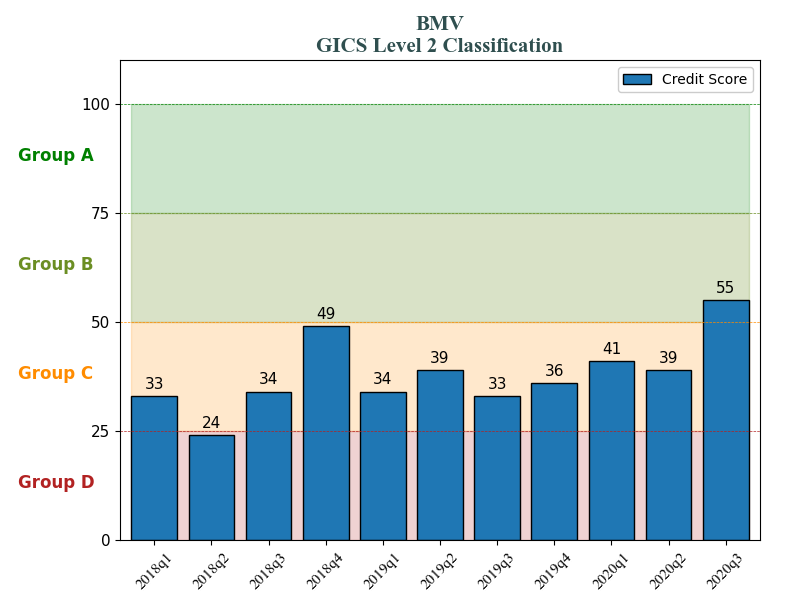 BMV
GICS Level 2 Classification
Credit Score
100
Group A
75
Group B
50
Group C
25
Group D
0
33
24
34
49
34
39
33
36
41
39
55
2018q1
2018q2
2018q3
2018q4
2019q1
2019q2
2019q3
2019q4
2020q1
2020q2
2020q3